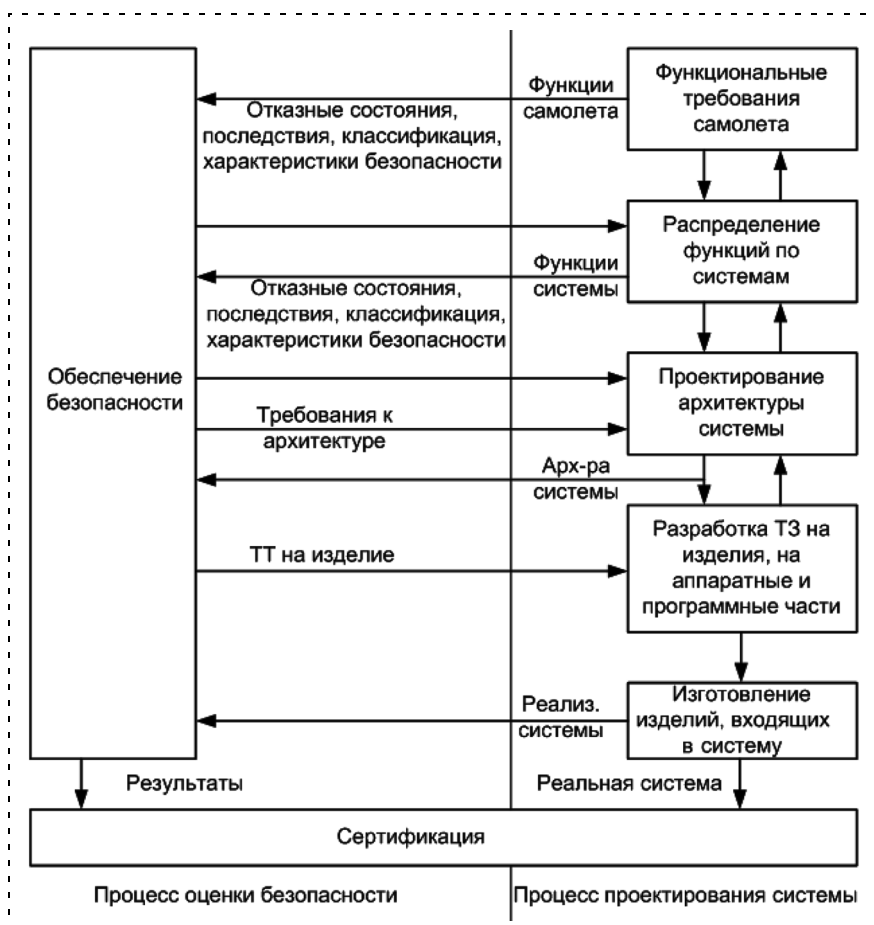 Функциональные
требования
самолета
Функции
самолета
Отказные состояния,
последствия, классификация,
характеристики безопасности
Распределение
функций по
системам
Функции
системы
Отказные состояния,
последствия, классификация,
характеристики безопасности
Обеспечение
безопасности
Проектирование
архитектуры
системы
Требования к
архитектуре
Арх-ра
системы
Разработка ТЗ на
изделия, на
аппаратные и
программные части
ТТ на изделие
Изготовление
изделий, входящих
в систему
Реализ.
системы
Результаты
Реальная система
Сертификация
Процесс оценки безопасности
Процесс проектирования системы